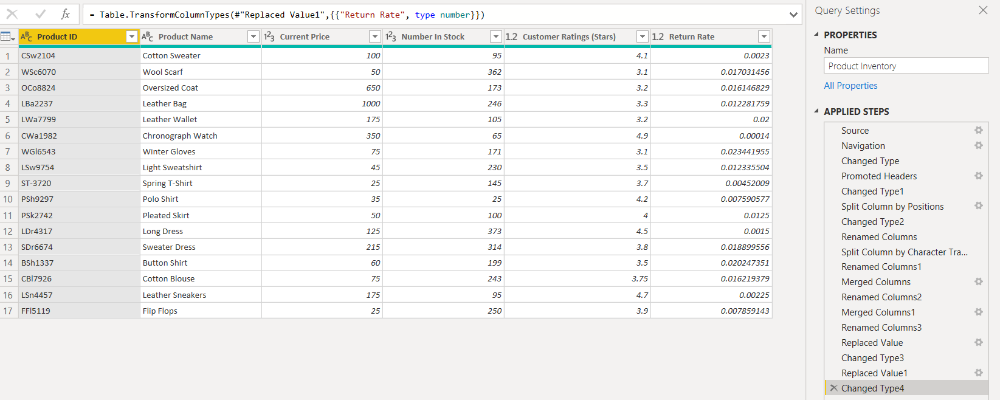 fx = Table.TransformColumnTypes(#"Replaced Value1",{{"Return Rate", type number}})
ABC Product ID ABC Product Name 123 Current Price 123 Number In Stock 1.2 Customer Ratings (Stars) 1.2 Return Rate
1 CSw2104 Cotton Sweater 100 95 4.1 0.0023
2 WSc6070 Wool Scarf 50 362 3.1 0.017031456
3 OCo8824 Oversized Coat 650 173 3.2 0.016146829
4 LBa2237 Leather Bag 1000 246 3.3 0.012281759
5 LWa7799 Leather Wallet 175 105 3.2 0.02
6 CWa1982 Chronograph Watch 350 65 4.9 0.00014
7 WGl6543 Winter Gloves 75 171 3.1 0.023441955
8 LSw9754 Light Sweatshirt 45 230 3.5 0.012335504
9 ST-3720 Spring T-Shirt 25 145 3.7 0.00452009
10 PSh9297 Polo Shirt 35 25 4.2 0.007590577
11 PSk2742 Pleated Skirt 50 100 4 0.0125
12 LDr4317 Long Dress 125 373 4.5 0.0015
13 SDr6674 Sweater Dress 215 314 3.8 0.018899556
14 BSh1337 Button Shirt 60 199 3.5 0.020247351
15 CBl7926 Cotton Blouse 75 243 3.75 0.016219379
16 LSn4457 Leather Sneakers 175 95 4.7 0.00225
17 FFl5119 Flip Flops 25 250 3.9 0.007859143
Query Settings
PROPERTIES
Name
Product Inventory
All Properties
APPLIED STEPS
Source
Navigation
Changed Type
Promoted Headers
Changed Type1
Split Column by Positions
Changed Type2
Renamed Columns
Split Column by Character Tra...
Renamed Columns1
Merged Columns
Renamed Columns2
Merged Columns1
Renamed Columns3
Replaced Value
Changed Type3
Replaced Value1
Changed Type4